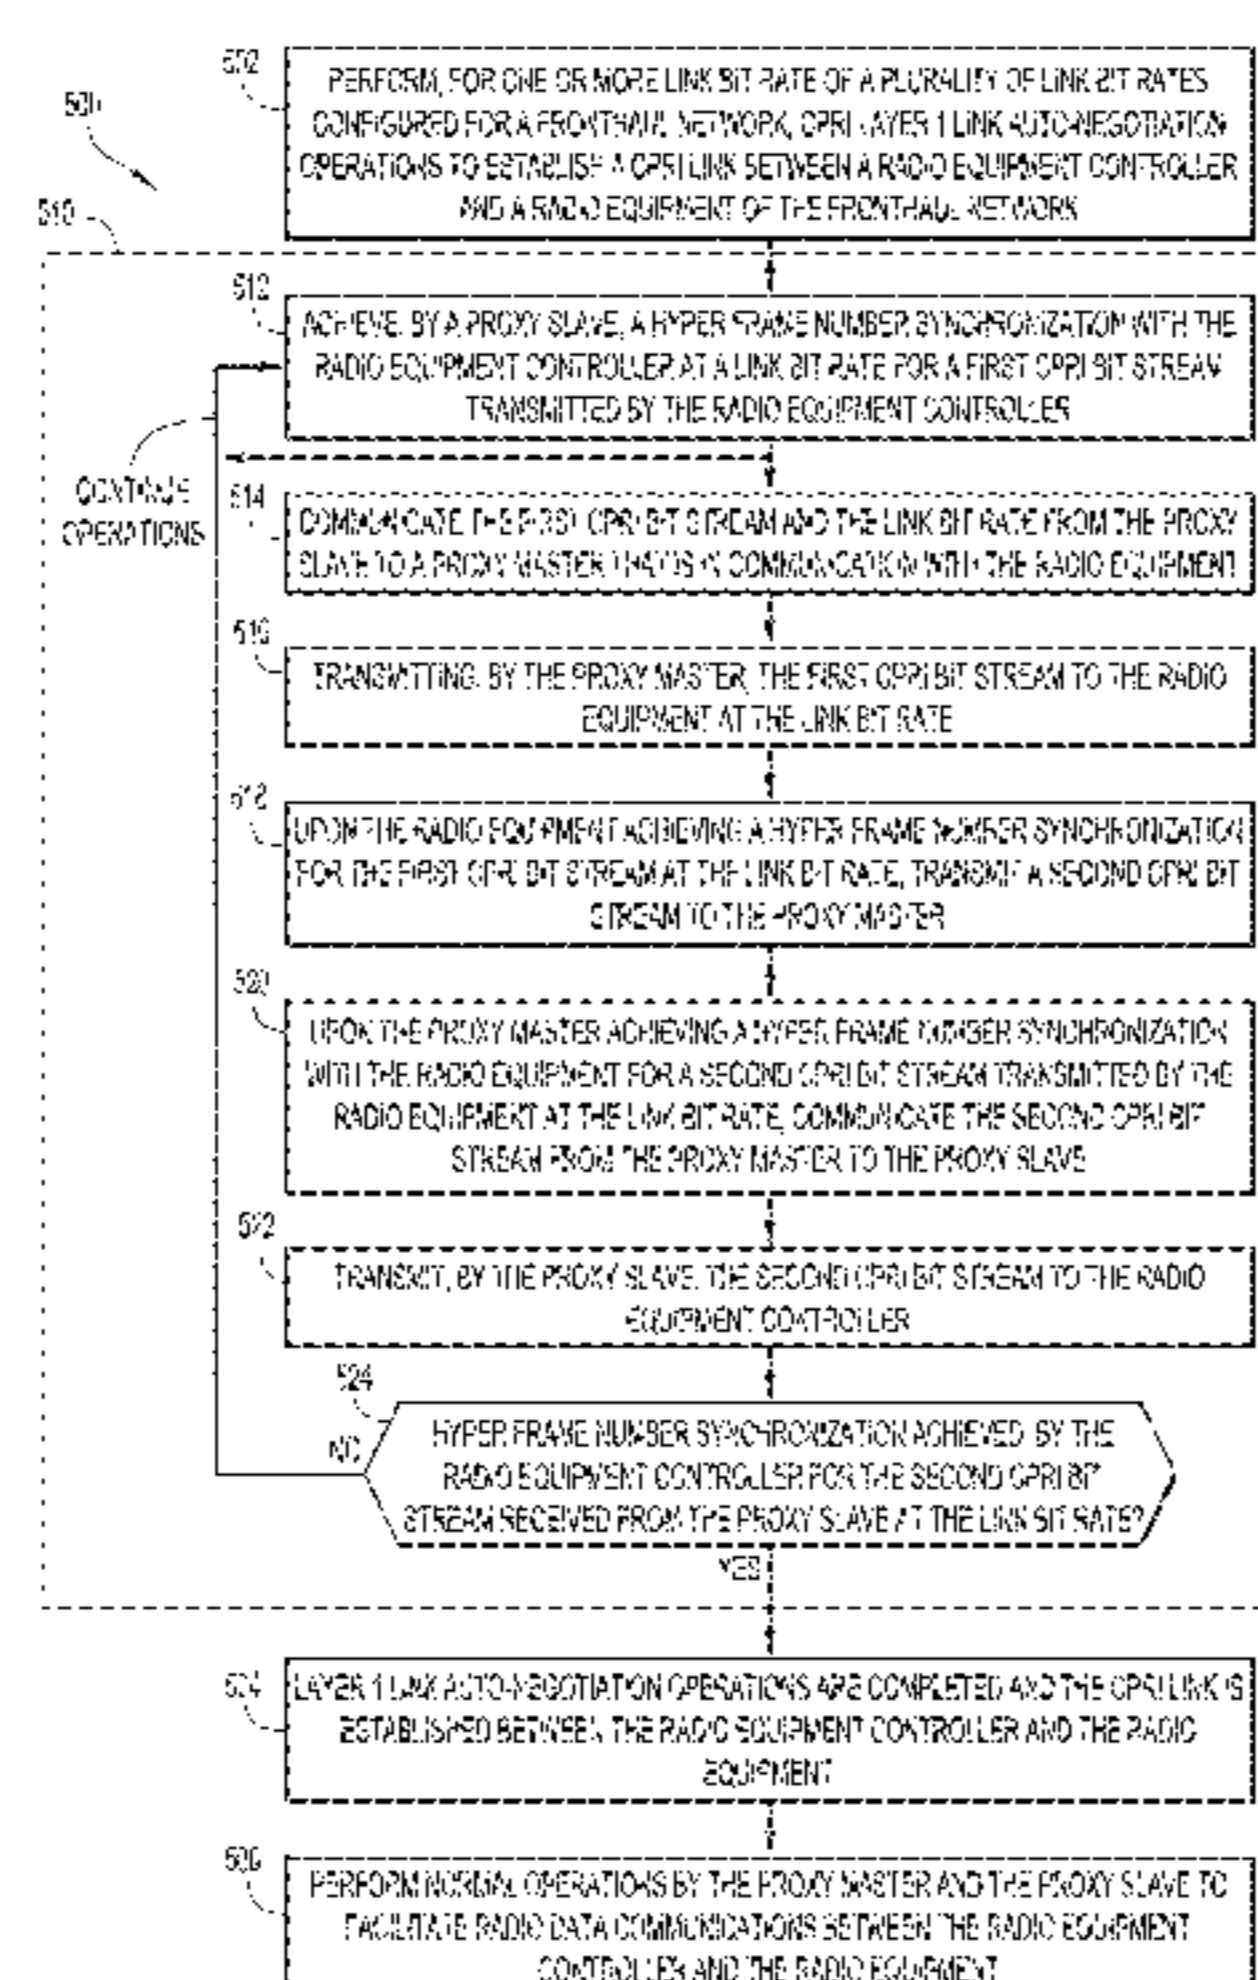 502
PERFORM, FOR ONE OR MORE LINK BIT RATE OF A PLURALITY OF LINK BIT RATES
CONFIGURED FOR A FRONTHAUL NETWORK, CPRI LAYER 1 LINK AUTO-NEGOTIATION
OPERATIONS TO ESTABLISH A CPRI LINK BETWEEN A RADIO EQUIPMENT CONTROLLER
AND A RADIO EQUIPMENT OF THE FRONTHAUL NETWORK
510
512
ACHIEVE, BY A PROXY SLAVE, A HYPER FRAME NUMBER SYNCHRONIZATION WITH THE
RADIO EQUIPMENT CONTROLLER AT A LINK BIT RATE FOR A FIRST CPRI BIT STREAM
TRANSMITTED BY THE RADIO EQUIPMENT CONTROLLER
CONTINUE
OPERATIONS
514
COMMUNICATE THE FIRST CPRI BIT STREAM AND THE LINK BIT RATE FROM THE PROXY
SLAVE TO A PROXY MASTER THAT IS IN COMMUNICATION WITH THE RADIO EQUIPMENT
516
TRANSMITTING, BY THE PROXY MASTER, THE FIRST CPRI BIT STREAM TO THE RADIO
EQUIPMENT AT THE LINK BIT RATE
518
UPON THE RADIO EQUIPMENT ACHIEVING A HYPER FRAME NUMBER SYNCHRONIZATION
FOR THE FIRST CPRI BIT STREAM AT THE LINK BIT RATE, TRANSMIT A SECOND CPRI BIT
STREAM TO THE PROXY MASTER
520
UPON THE PROXY MASTER ACHIEVING A HYPER FRAME NUMBER SYNCHRONIZATION
WITH THE RADIO EQUIPMENT FOR A SECOND CPRI BIT STREAM TRANSMITTED BY THE
RADIO EQUIPMENT AT THE LINK BIT RATE, COMMUNICATE THE SECOND CPRI BIT
STREAM FROM THE PROXY MASTER TO THE PROXY SLAVE
522
TRANSMIT, BY THE PROXY SLAVE, THE SECOND CPRI BIT STREAM TO THE RADIO
EQUIPMENT CONTROLLER
524
HYPER FRAME NUMBER SYNCHRONIZATION ACHIEVED BY THE
RADIO EQUIPMENT CONTROLLER FOR THE SECOND CPRI BIT
STREAM RECEIVED FROM THE PROXY SLAVE AT THE LINK BIT RATE?
NO
YES
504
LAYER 1 LINK AUTO-NEGOTIATION OPERATIONS ARE COMPLETED AND THE CPRI LINK IS
ESTABLISHED BETWEEN THE RADIO EQUIPMENT CONTROLLER AND THE RADIO
EQUIPMENT
506
PERFORM NORMAL OPERATIONS BY THE PROXY MASTER AND THE PROXY SLAVE TO
FACILITATE RADIO DATA COMMUNICATIONS BETWEEN THE RADIO EQUIPMENT
CONTROLLER AND THE RADIO EQUIPMENT